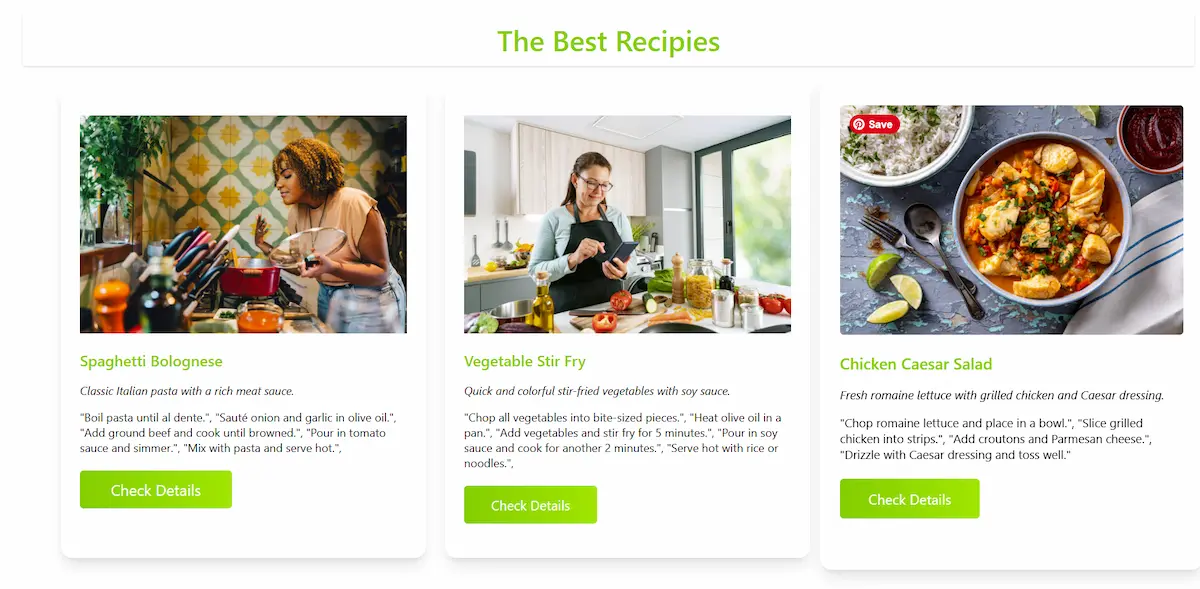 The Best Recipies
Spaghetti Bolognese
Classic Italian pasta with a rich meat sauce.
"Boil pasta until al dente.", "Sauté onion and garlic in olive oil.",
"Add ground beef and cook until browned.", "Pour in tomato
sauce and simmer.", "Mix with pasta and serve hot.",
Check Details
Vegetable Stir Fry
Quick and colorful stir-fried vegetables with soy sauce.
"Chop all vegetables into bite-sized pieces.", "Heat olive oil in a
pan.", "Add vegetables and stir fry for 5 minutes.", "Pour in soy
sauce and cook for another 2 minutes.", "Serve hot with rice or
noodles.",
Check Details
Save
Chicken Caesar Salad
Fresh romaine lettuce with grilled chicken and Caesar dressing.
"Chop romaine lettuce and place in a bowl.", "Slice grilled
chicken into strips.", "Add croutons and Parmesan cheese.",
"Drizzle with Caesar dressing and toss well."
Check Details